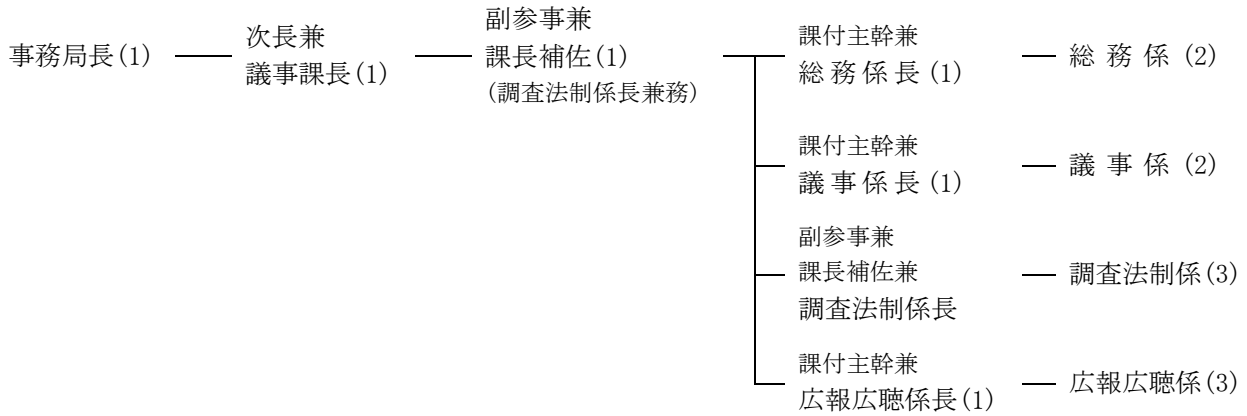 事務局長(1)
次長兼
議事課長(1)
副参事兼
課長補佐(1)
(調査法制係長兼務)
課付主幹兼
総務係長(1)
総務係(2)
課付主幹兼
議事係長(1)
議事係(2)
副参事兼
課長補佐兼
調査法制係長
調査法制係(3)
課付主幹兼
広報広聴係長(1)
広報広聴係(3)